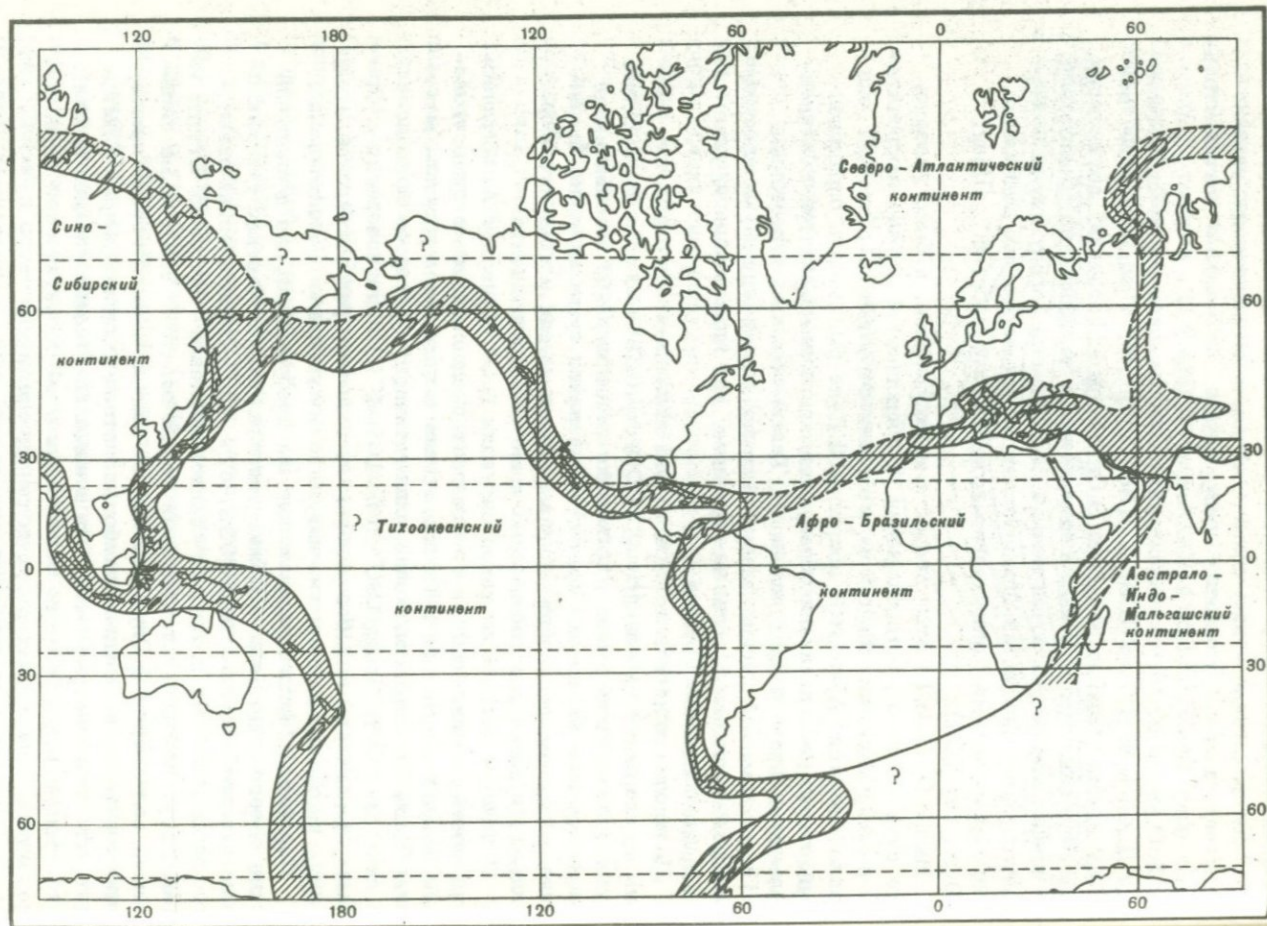 120 180 120 60 0 60
Северо-Атлантический
континент
Сино-
?
?
Сибирский
60 60
континент
30 30
? Тихоокеанский
Афро-Бразильский
0 0
континент
континент
Австрало-
Индо-
Мальгашский
континент
30 30
?
?
60 60
120 180 120 60 0 60